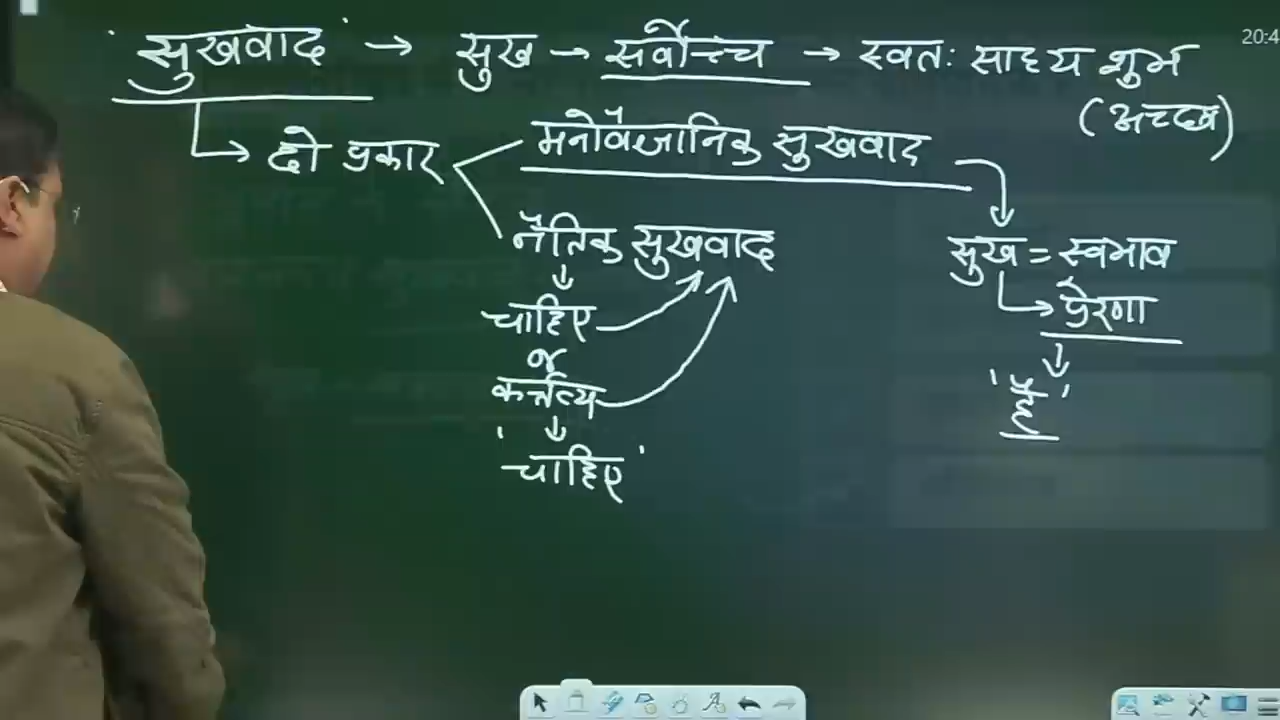 'सुखवाद' → सुख → सर्वोच्च → स्वतः साध्य शुभ
(अच्छा)
दो प्रकार
मनोवैज्ञानिक सुखवाद
नैतिक सुखवाद
सुख = स्वभाव
चाहिए
प्रेरणा
कर्त्तव्य
'है'
'चाहिए'
20:4